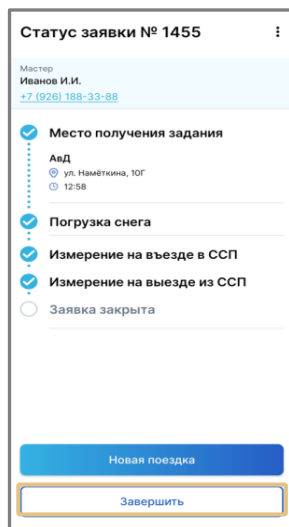 Статус заявки № 1455
Мастер
Иванов И.И.
+7 (926) 188-33-88
Место получения задания
АвД
ул. Намёткина, 10Г
12:58
Погрузка снега
Измерение на въезде в ССП
Измерение на выезде из ССП
Заявка закрыта
Новая поездка
Завершить